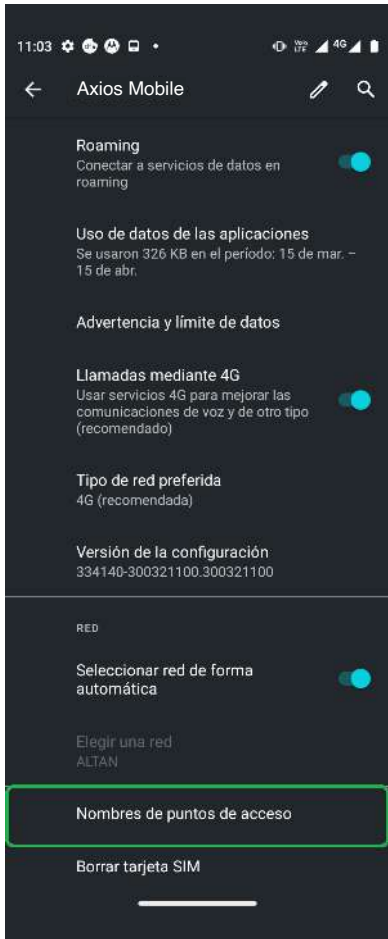 11:03
Vo))
LTE
4G
Axios Mobile
Roaming
Conectar a servicios de datos en
roaming
Uso de datos de las aplicaciones
Se usaron 326 KB en el período: 15 de mar. –
15 de abr.
Advertencia y límite de datos
Llamadas mediante 4G
Usar servicios 4G para mejorar las
comunicaciones de voz y de otro tipo
(recomendado)
Tipo de red preferida
4G (recomendada)
Versión de la configuración
334140-300321100.300321100
RED
Seleccionar red de forma
automática
Elegir una red
ALTAN
Nombres de puntos de acceso
Borrar tarjeta SIM